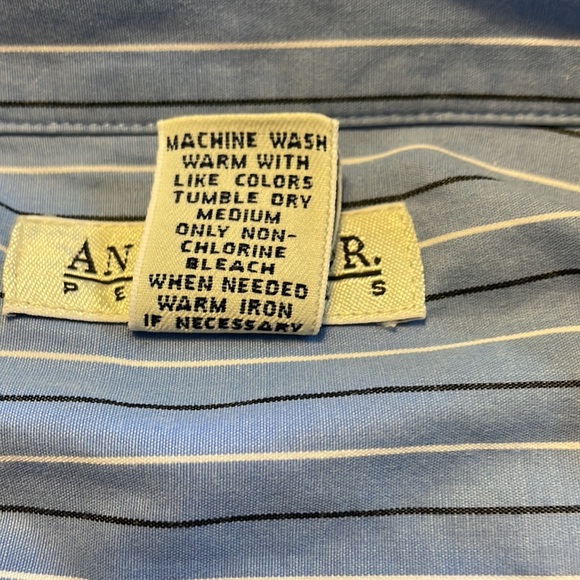 MACHINE WASH
WARM WITH
LIKE COLORS
TUMBLE DRY
MEDIUM
ONLY NON-
CHLORINE
BLEACH
WHEN NEEDED
WARM IRON
IF NECESSARY